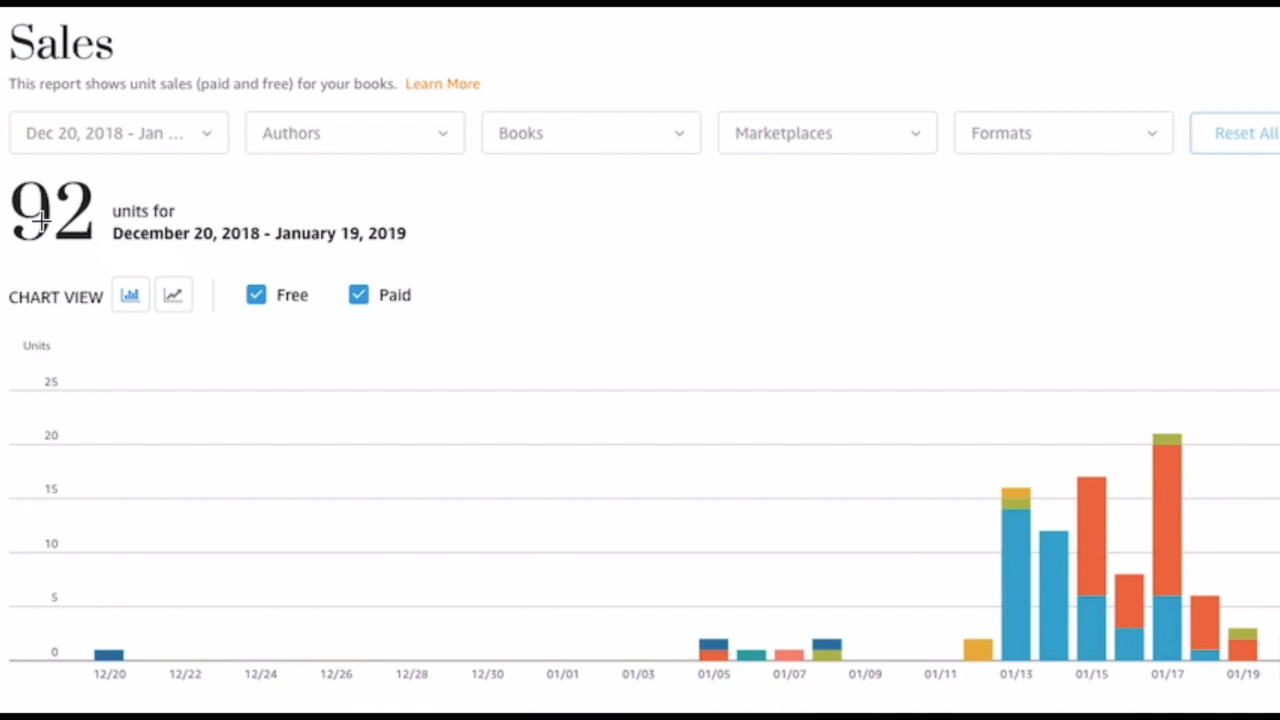 Sales
This report shows unit sales (paid and free) for your books. Learn More
Dec 20, 2018 - Jan ... Authors Books Marketplaces Formats Reset All
92 units for
December 20, 2018 - January 19, 2019
CHART VIEW Free Paid
Units
25
20
15
10
5
0
12/20 12/22 12/24 12/26 12/28 12/30 01/01 01/03 01/05 01/07 01/09 01/11 01/13 01/15 01/17 01/19